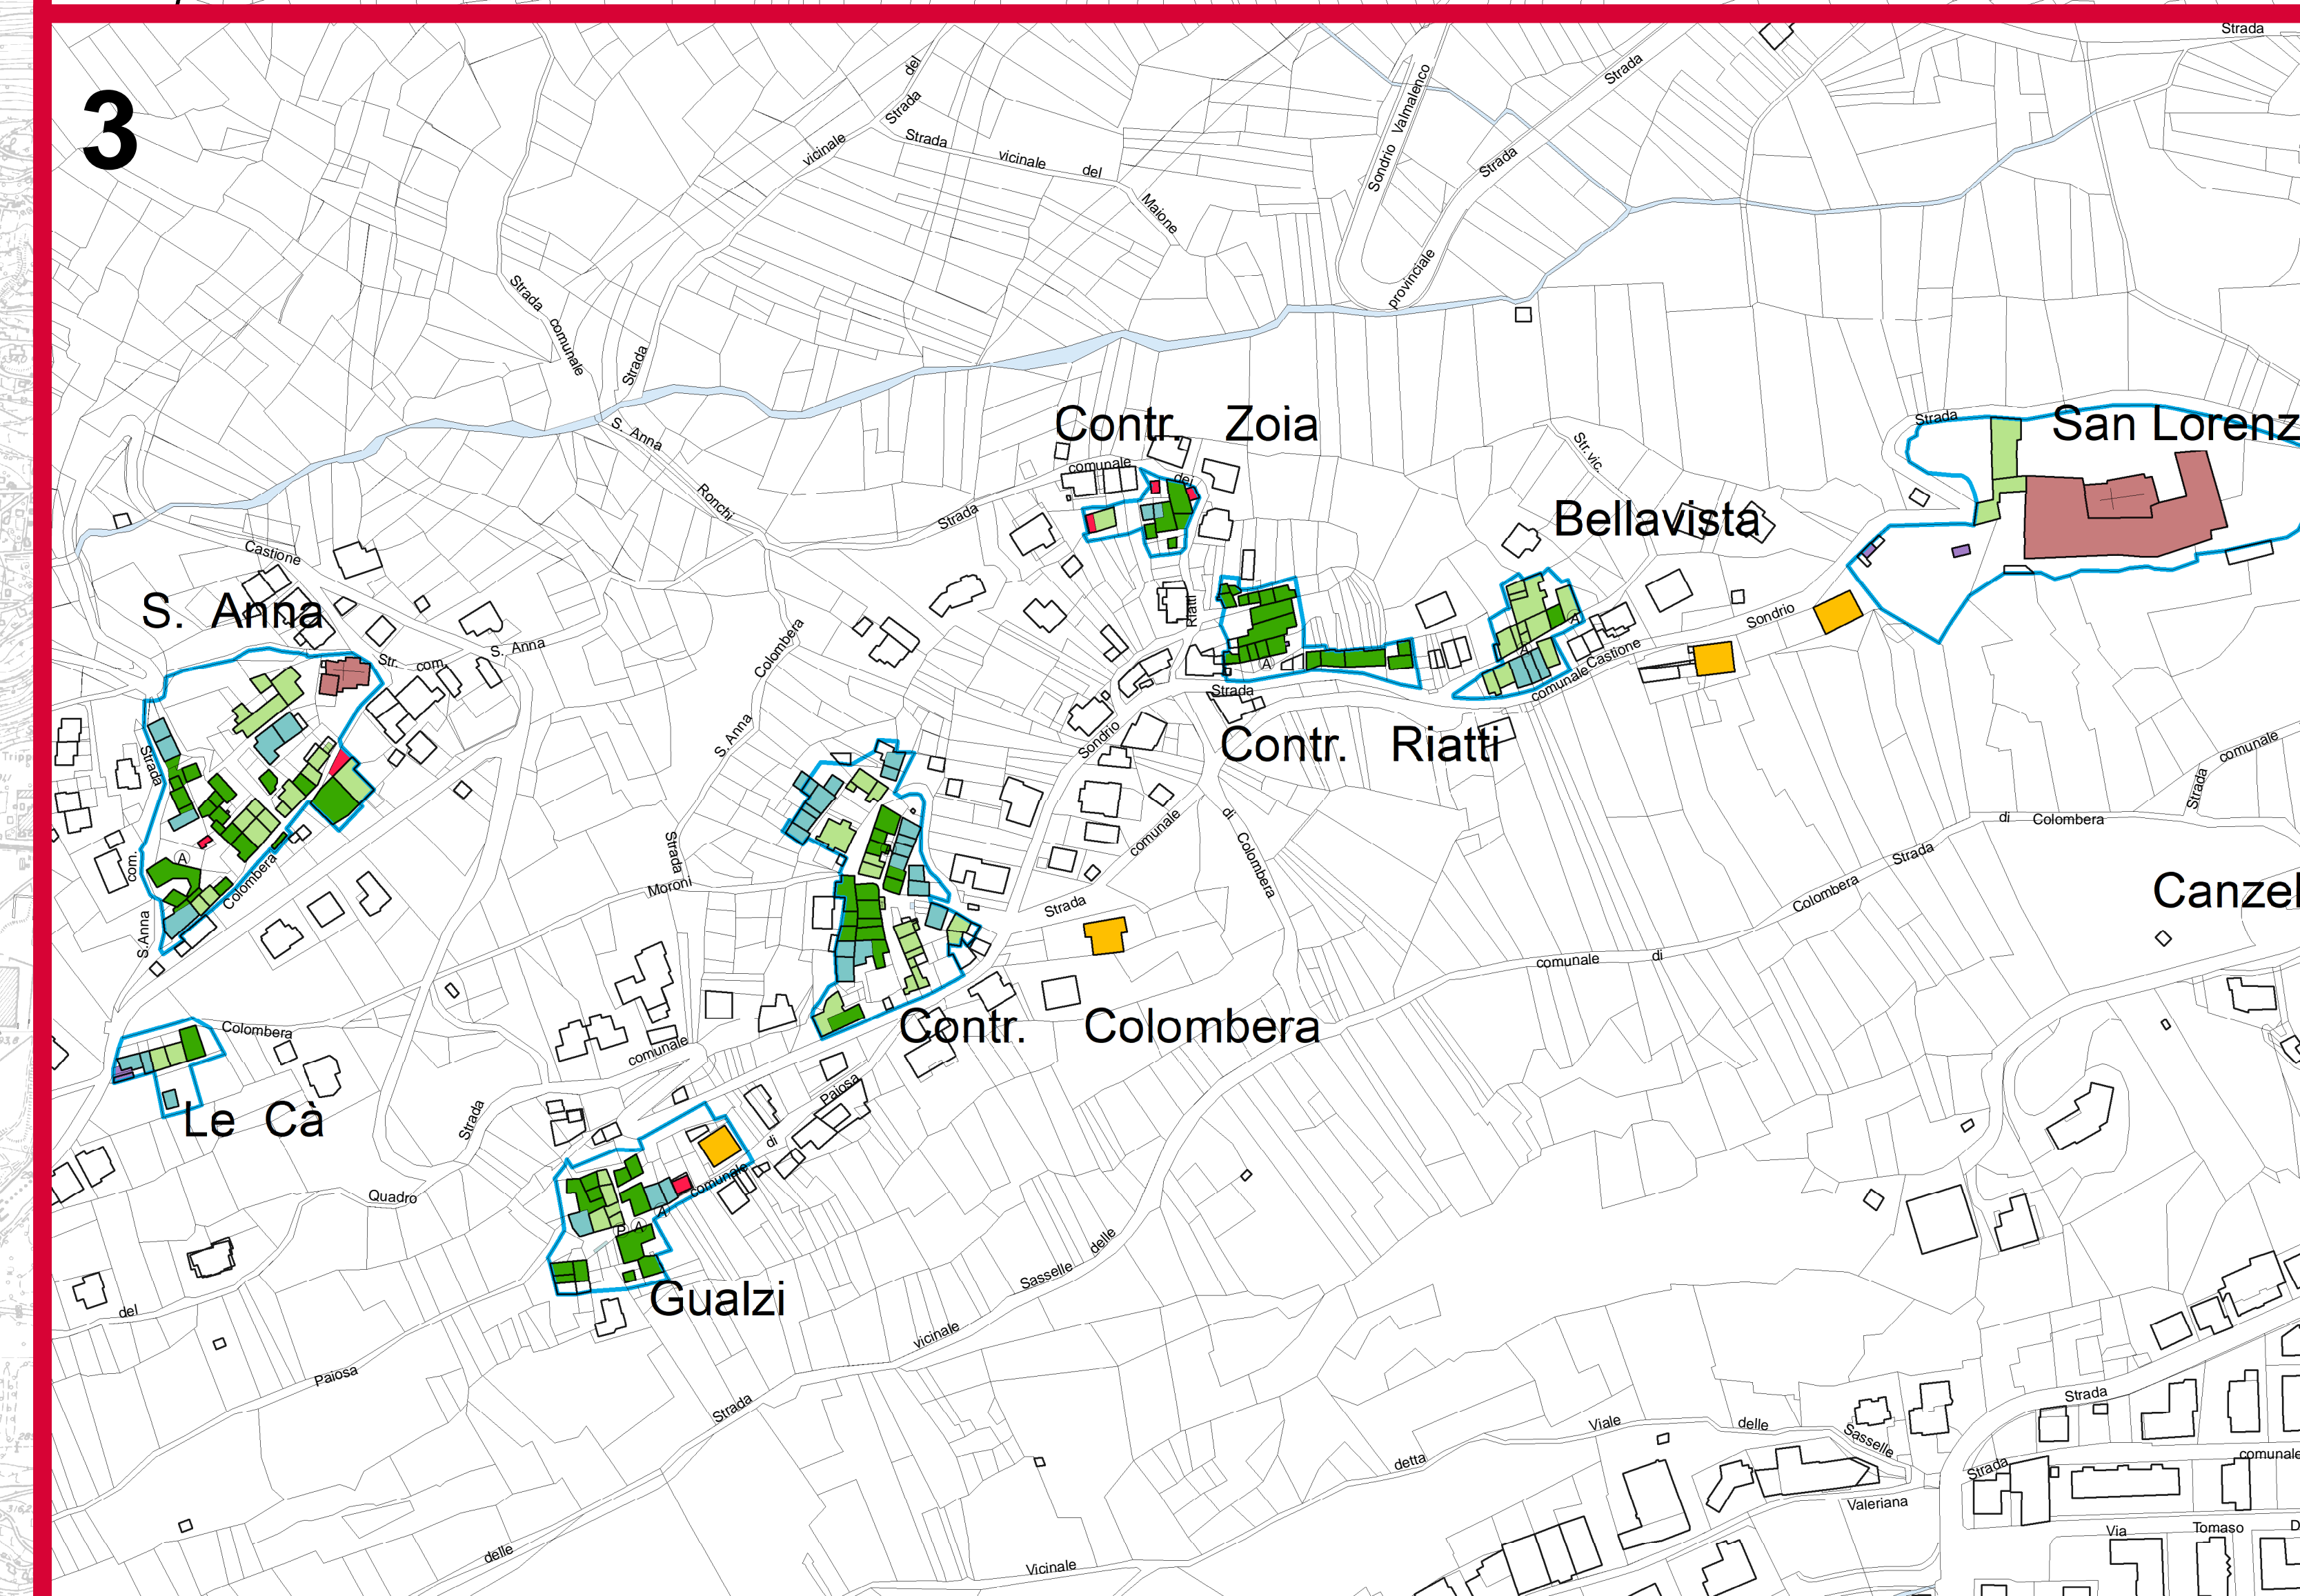 Strada
3
del
Strada
vicinale
Strada
vicinale
del
Maione
Sondrio Valmalenco
Strada
Strada
provinciale
Strada
comunale
Strada
S. Anna
Ronchi
Strada
comunale
dei
Riatti
Contr. Zoia
Str. vic.
Bellavista
Strada
San Lorenz
Castione
S. Anna
Str. com.
S. Anna
Colombera
S. Anna
Strada
Moroni
Strada
com.
S. Anna
A
Colombera
A
Strada
Contr. Riatti
A
A
comunale Castione
Sondrio
Sondrio
comunale
Strada
di Colombera
Strada
comunale
di Colombera
Strada
Colombera
di
comunale
Canzel
Tripp
Colombera
Le Cà
Contr. Colombera
comunale
Strada
Paiosa
di
comunale
Quadro
P A A
Gualzi
del
Paiosa
delle
Sasselle
vicinale
Strada
delle
Vicinale
detta
Viale
delle
Sasselle
Valeriana
Strada
Strada
comunale
Via Tomaso D